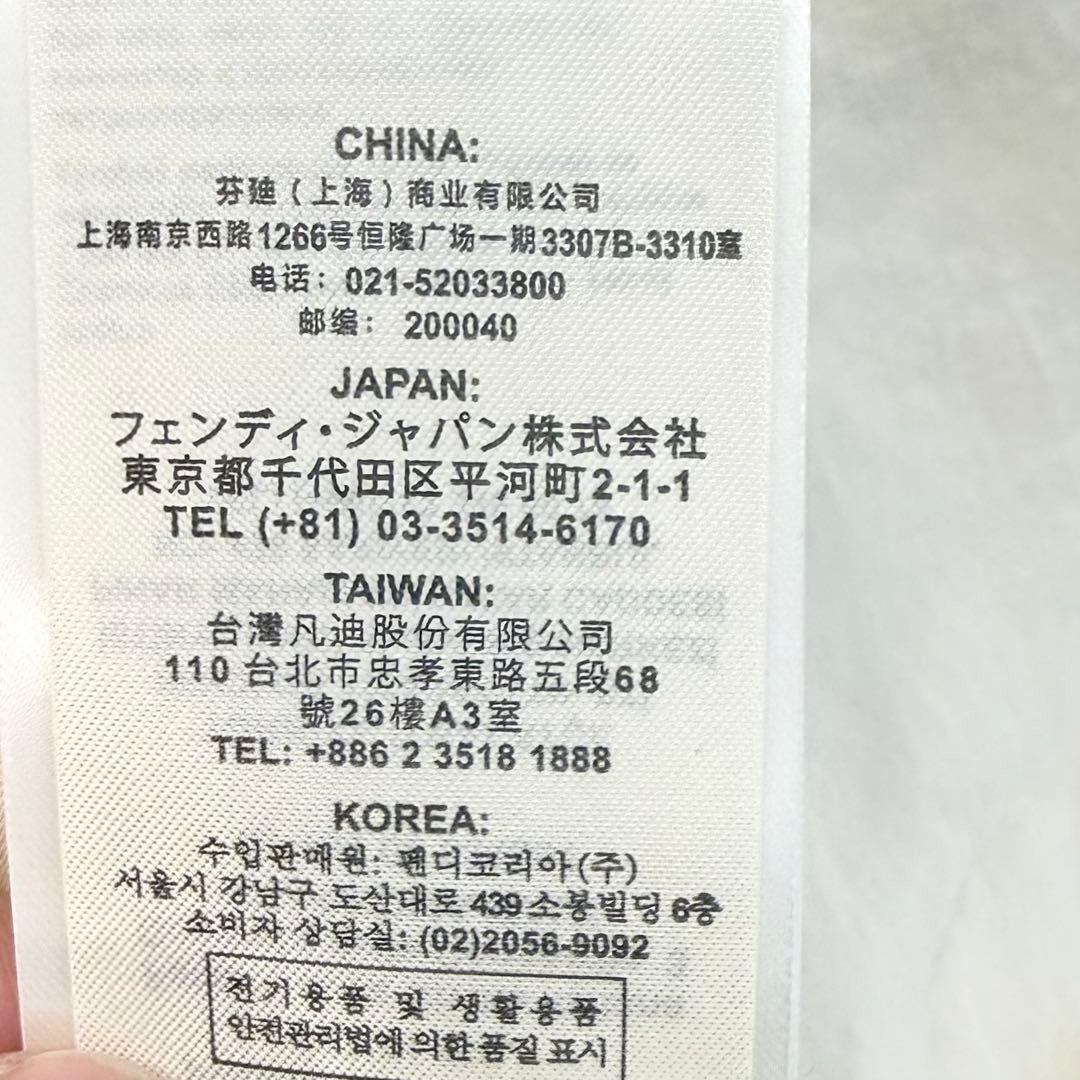 CHINA:
芬廸(上海)商业有限公司
上海南京西路1266号恒隆广场一期3307B-3310室
电话: 021-52033800
邮编: 200040
JAPAN:
フェンディ・ジャパン株式会社
東京都千代田区平河町2-1-1
TEL (+81) 03-3514-6170
TAIWAN:
台灣凡迪股份有限公司
110 台北市忠孝東路五段68
號26樓A3室
TEL: +886 2 3518 1888
KOREA:
수입판매원: 펜디코리아(주)
서울시 강남구 도산대로 439 소봉빌딩 6층
소비자 상담실: (02)2056-9092
전기용품 및 생활용품
안전관리법에 의한 품질 표시